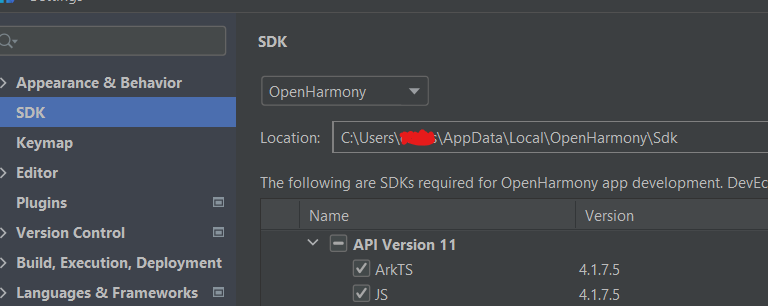 SDK
Appearance & Behavior
SDK
OpenHarmony
Keymap
Location: C:\Users\ \AppData\Local\OpenHarmony\Sdk
Editor
The following are SDKs required for OpenHarmony app development. DevEc
Plugins
Name Version
Version Control
API Version 11
Build, Execution, Deployment
ArkTS 4.1.7.5
Languages & Frameworks
JS 4.1.7.5